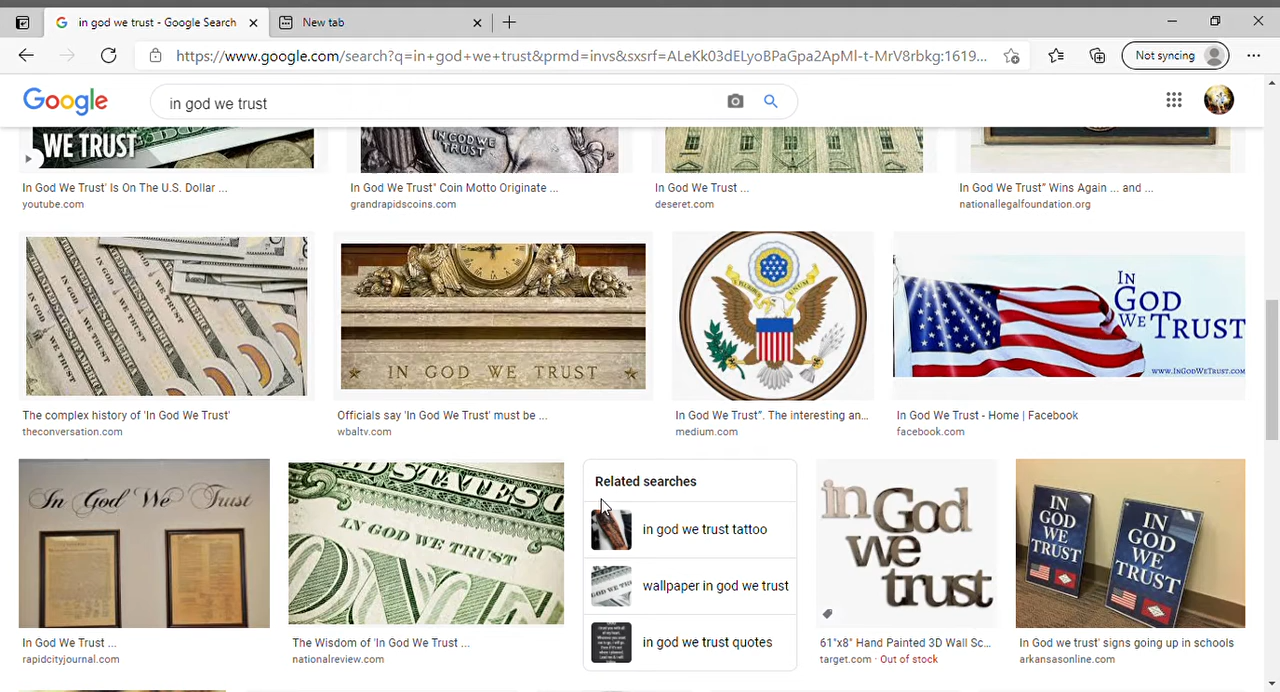 in god we trust - Google Search
New tab
https://www.google.com/search?q=in+god+we+trust&prmd=invs&sxsrf=ALeKk03dELyoBPaGpa2ApMl-t-MrV8rbkg:1619...
Not syncing
Google
in god we trust
WE TRUST
IN GOD WE
TRUST
In God We Trust' Is On The U.S. Dollar ...
In God We Trust" Coin Motto Originate ...
In God We Trust ...
In God We Trust” Wins Again ... and ...
youtube.com
grandrapidscoins.com
deseret.com
nationallegalfoundation.org
IN GOD WE TRUST
IN
GOD
WE TRUST
WWW.INGODWETRUST.COM
The complex history of 'In God We Trust'
Officials say 'In God We Trust' must be ...
In God We Trust”. The interesting an...
In God We Trust - Home | Facebook
theconversation.com
wbaltv.com
medium.com
facebook.com
In God We Trust
STATES O
IN GOD WE TRUST
ONE
Related searches
in god we trust tattoo
wallpaper in god we trust
in god we trust quotes
in God
we
trust
IN
GOD
WE
TRUST
IN
GOD
WE
TRUST
In God We Trust ...
The Wisdom of 'In God We Trust ...
61"x8" Hand Painted 3D Wall Sc...
In God we trust' signs going up in schools
rapidcityjournal.com
nationalreview.com
target.com · Out of stock
arkansasonline.com